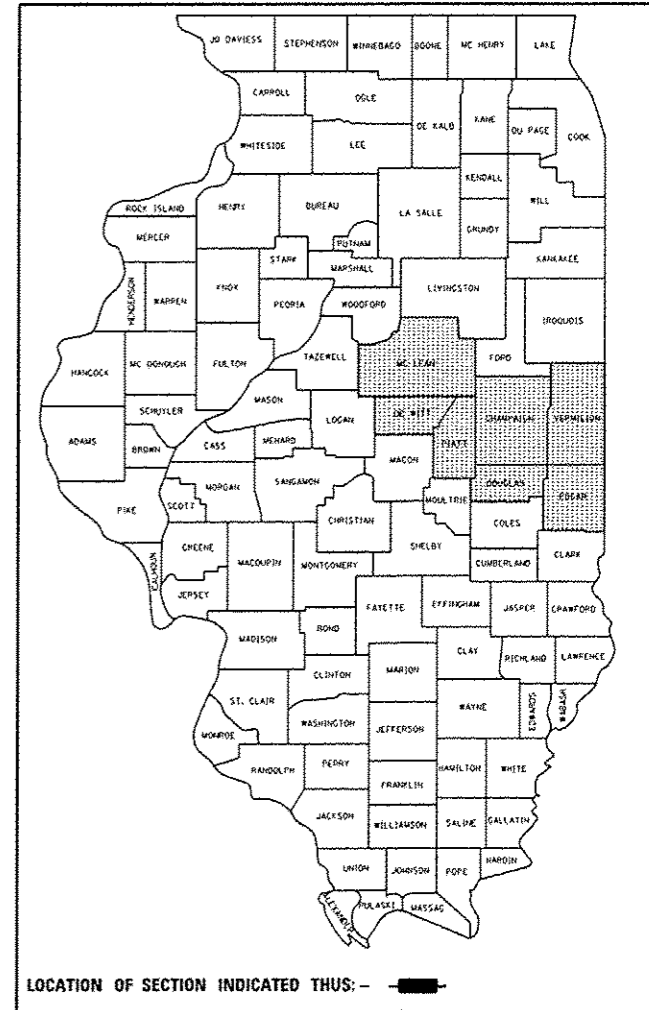 JO DAVIESS STEPHENSON WINNEBAGO BOONE MC HENRY LAKE
CARROLL OGLE DE KALB KANE DU PAGE COOK
WHITESIDE LEE KENDALL WILL
ROCK ISLAND HENRY BUREAU LA SALLE GRUNDY
MERCER PUTNAM KANKAKEE
STARK MARSHALL
HENDERSON WARREN KNOX PEORIA WOODFORD LIVINGSTON IROQUOIS
HANCOCK MC DONOUGH FULTON TAZEWELL MC LEAN FORD
SCHUYLER MASON LOGAN DE WITT CHAMPAIGN VERMILION
ADAMS BROWN CASS MENARD PIATT
MORGAN SANGAMON MACON DOUGLAS EDGAR
PIKE SCOTT CHRISTIAN MOULTRIE COLES
GREENE MACOUPIN MONTGOMERY SHELBY CUMBERLAND CLARK
CALHOUN JERSEY FAYETTE EFFINGHAM JASPER CRAWFORD
MADISON BOND CLAY RICHLAND LAWRENCE
CLINTON MARION
ST. CLAIR WASHINGTON WAYNE EDWARDS WABASH
MONROE JEFFERSON
RANDOLPH PERRY HAMILTON WHITE
FRANKLIN
JACKSON WILLIAMSON SALINE GALLATIN
UNION JOHNSON POPE HARDIN
ALEXANDER PULASKI MASSAC
LOCATION OF SECTION INDICATED THUS: -